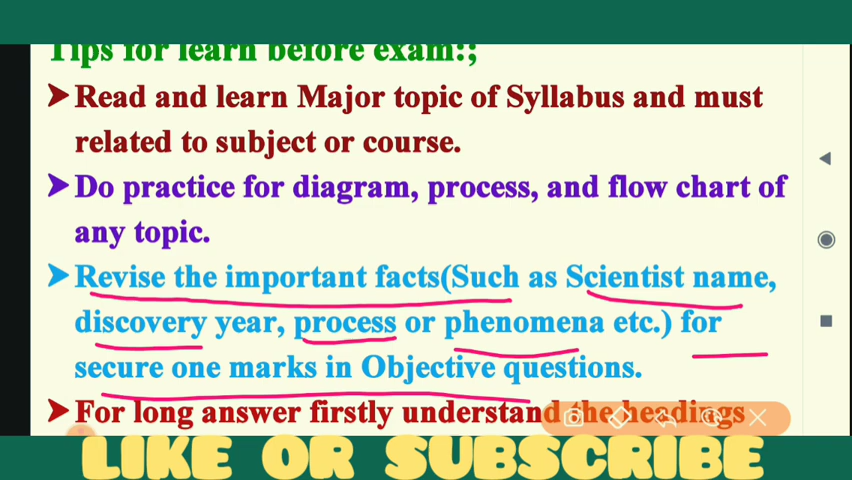 Tips for learn before exam:;
➤Read and learn Major topic of Syllabus and must
related to subject or course.
➤Do practice for diagram, process, and flow chart of
any topic.
➤Revise the important facts(Such as Scientist name,
discovery year, process or phenomena etc.) for
secure one marks in Objective questions.
➤For long answer firstly understand the headings
LIKE OR SUBSCRIBE